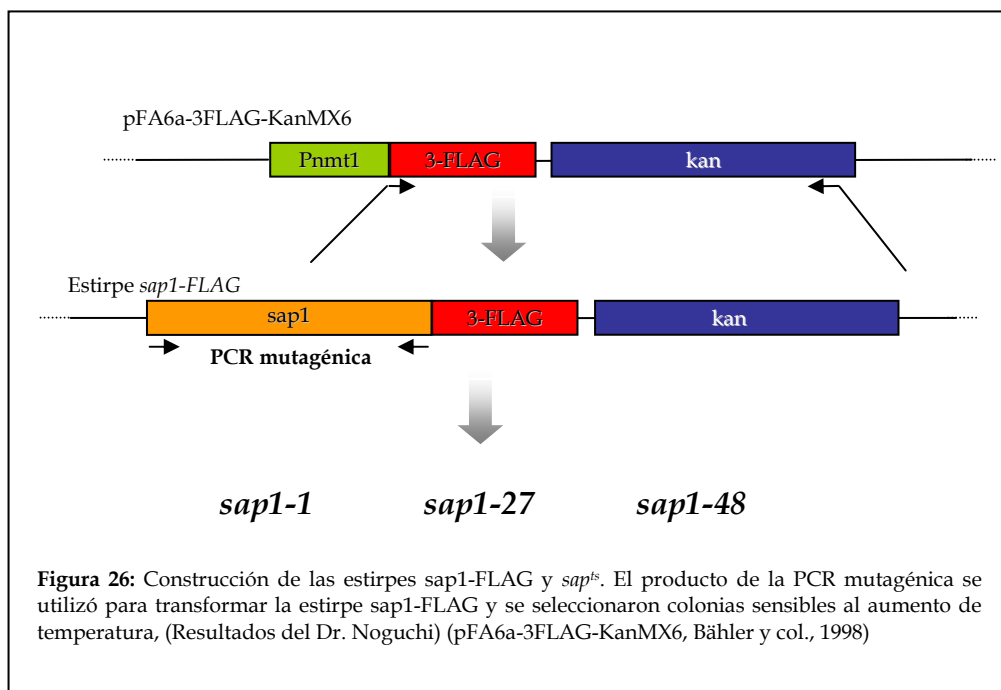 pFA6a-3FLAG-KanMX6
Pnmt1 3-FLAG kan
Estirpe sap1-FLAG
sap1 3-FLAG kan
PCR mutagénica
sap1-1 sap1-27 sap1-48
Figura 26: Construcción de las estirpes sap1-FLAG y sapts. El producto de la PCR mutagénica se
utilizó para transformar la estirpe sap1-FLAG y se seleccionaron colonias sensibles al aumento de
temperatura, (Resultados del Dr. Noguchi) (pFA6a-3FLAG-KanMX6, Bähler y col., 1998)